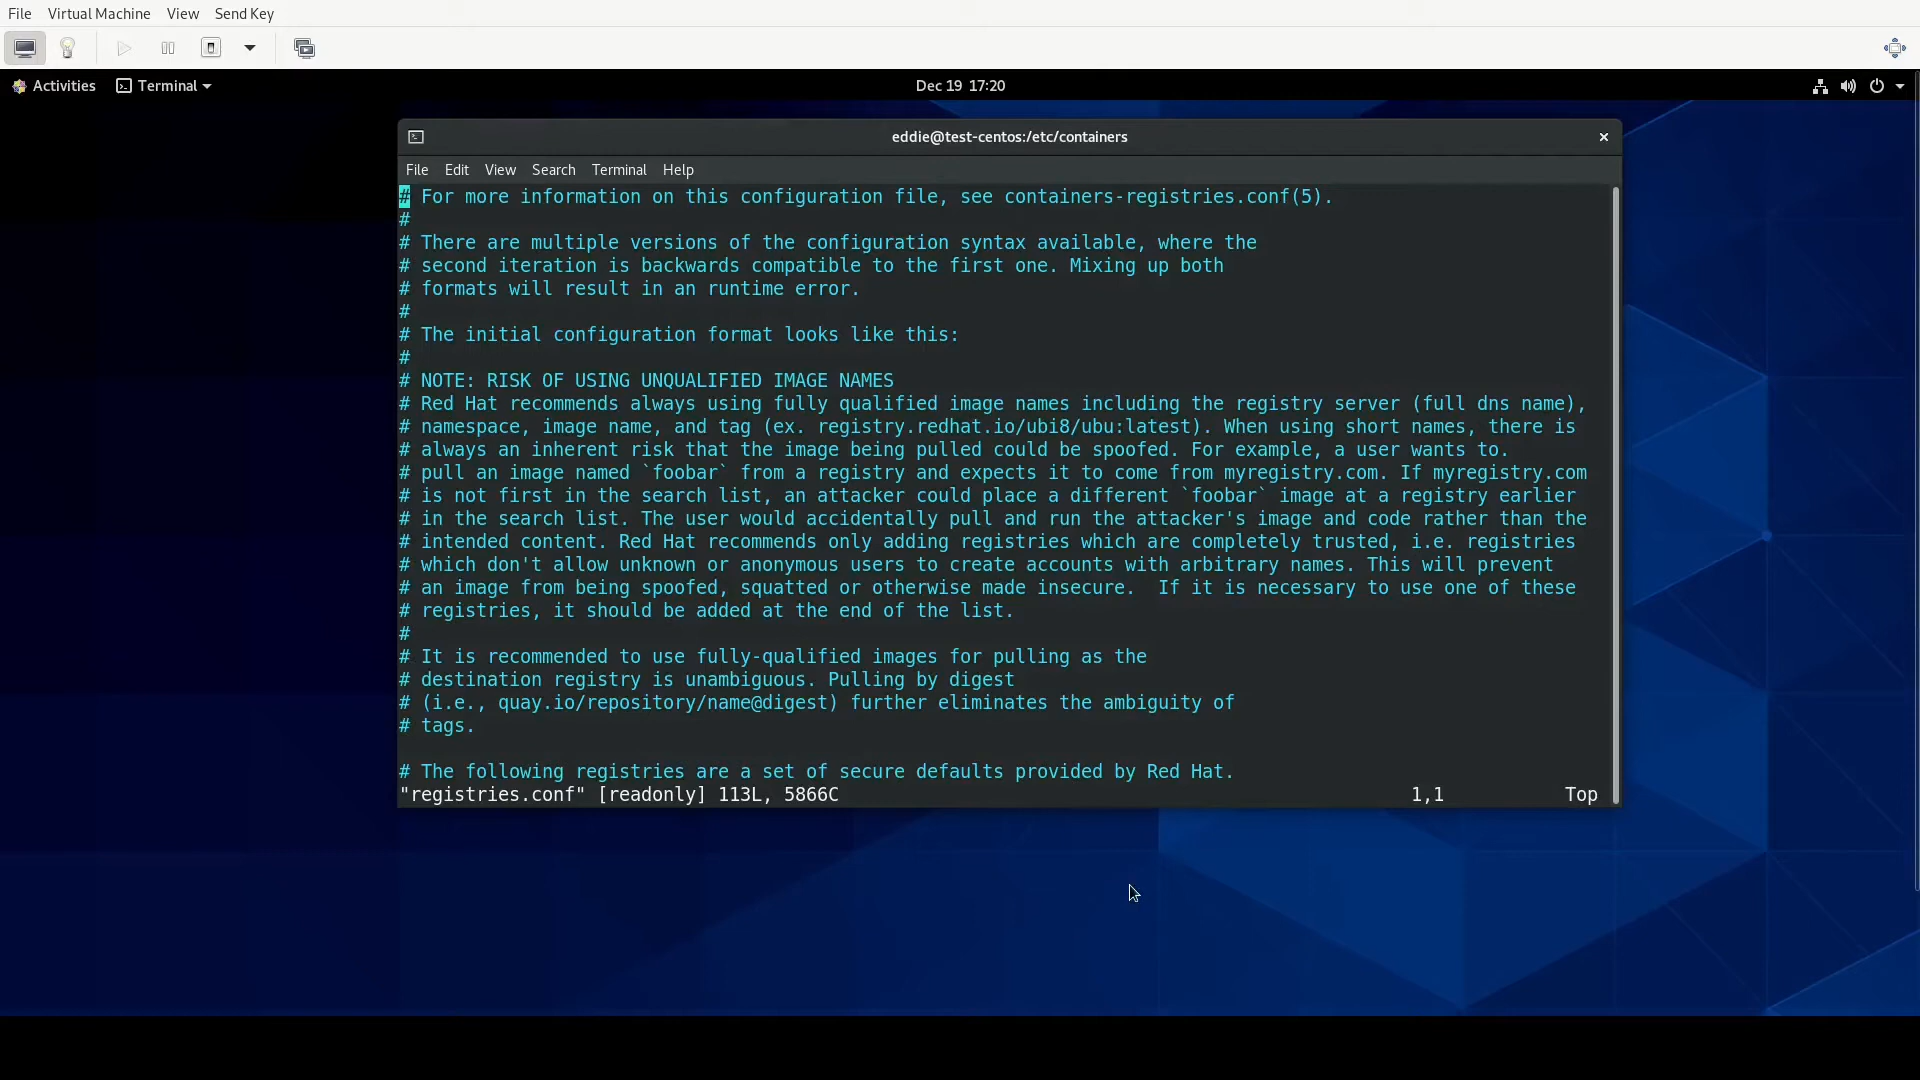 File Virtual Machine View Send Key
Activities Terminal Dec 19 17:20
eddie@test-centos:/etc/containers
File Edit View Search Terminal Help
# For more information on this configuration file, see containers-registries.conf(5).
#
# There are multiple versions of the configuration syntax available, where the
# second iteration is backwards compatible to the first one. Mixing up both
# formats will result in an runtime error.
#
# The initial configuration format looks like this:
#
# NOTE: RISK OF USING UNQUALIFIED IMAGE NAMES
# Red Hat recommends always using fully qualified image names including the registry server (full dns name),
# namespace, image name, and tag (ex. registry.redhat.io/ubi8/ubu:latest). When using short names, there is
# always an inherent risk that the image being pulled could be spoofed. For example, a user wants to.
# pull an image named `foobar` from a registry and expects it to come from myregistry.com. If myregistry.com
# is not first in the search list, an attacker could place a different `foobar` image at a registry earlier
# in the search list. The user would accidentally pull and run the attacker's image and code rather than the
# intended content. Red Hat recommends only adding registries which are completely trusted, i.e. registries
# which don't allow unknown or anonymous users to create accounts with arbitrary names. This will prevent
# an image from being spoofed, squatted or otherwise made insecure.  If it is necessary to use one of these
# registries, it should be added at the end of the list.
#
# It is recommended to use fully-qualified images for pulling as the
# destination registry is unambiguous. Pulling by digest
# (i.e., quay.io/repository/name@digest) further eliminates the ambiguity of
# tags.
# The following registries are a set of secure defaults provided by Red Hat.
"registries.conf" [readonly] 113L, 5866C 1,1 Top